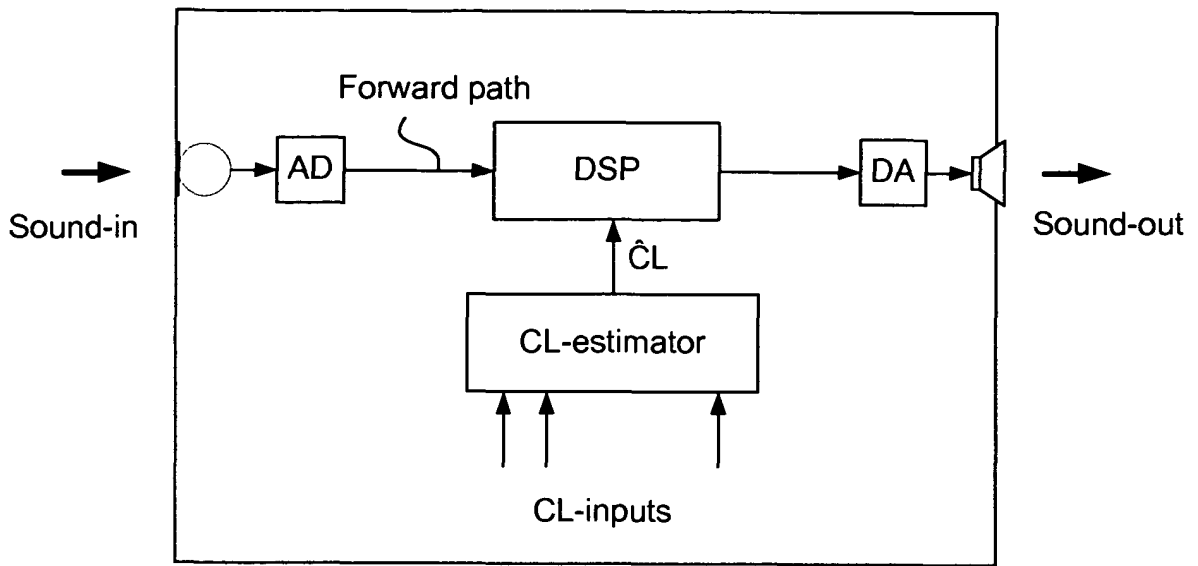 Forward path
AD
DSP
DA
Sound-in
Sound-out
ĈL
CL-estimator
CL-inputs